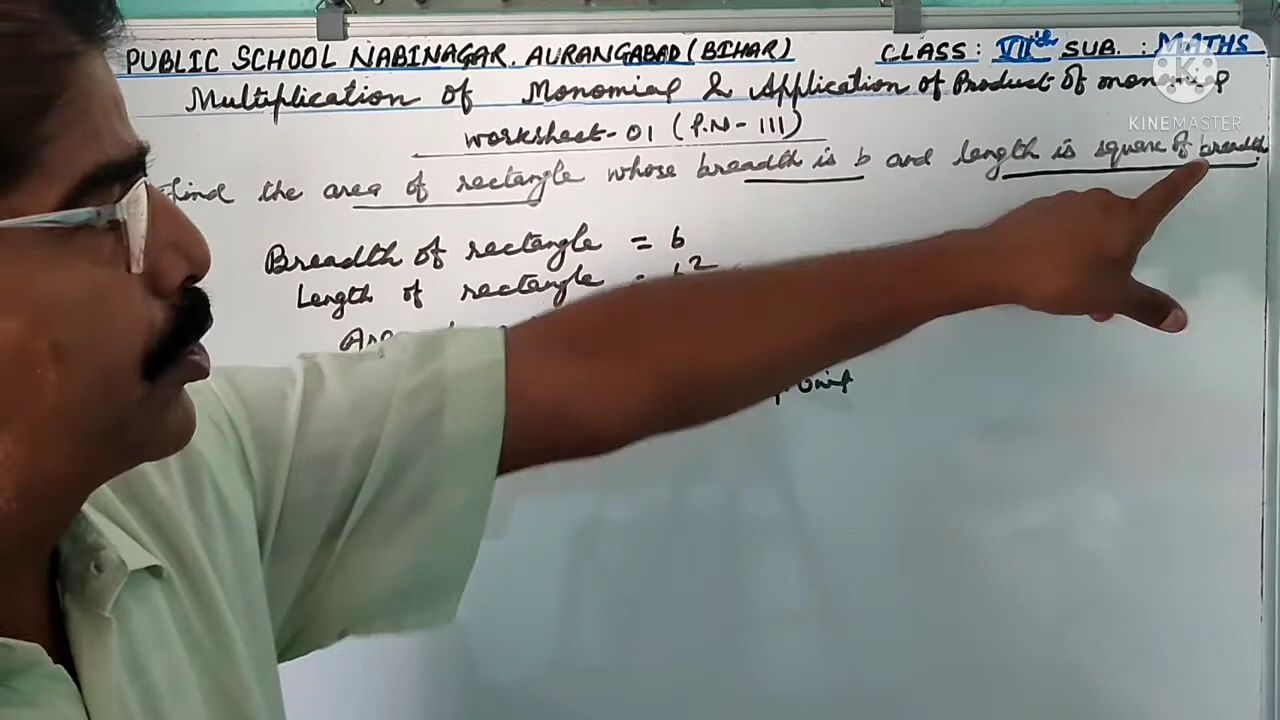 PUBLIC SCHOOL NABINAGAR. AURANGABAD (BIHAR) CLASS: VIIth SUB. : MATHS
Multiplication of Monomial & Application of Product of monomial
KINEMASTER
Worksheet-01 (P.N-111)
Find the area of rectangle whose breadth is b and length is square of breadth
Breadth of rectangle = b
Length of rectangle = b²